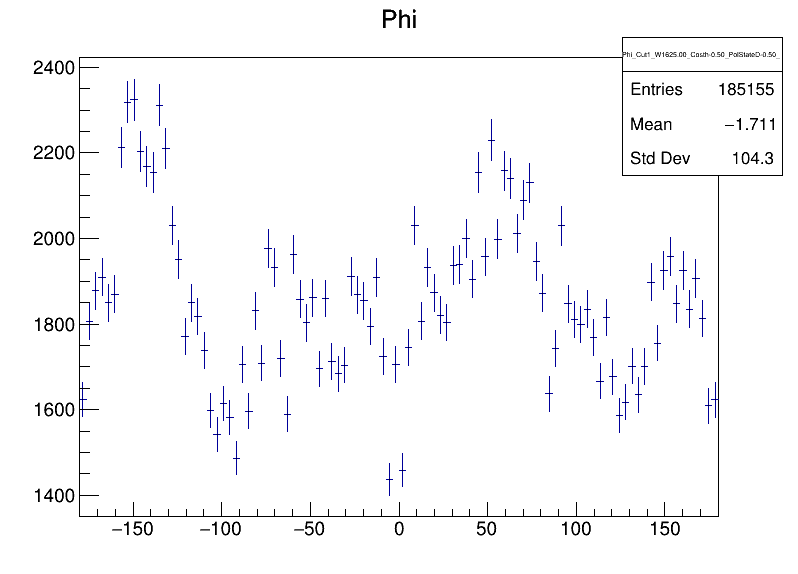 Phi
Phi_Cut1_W1625.00_Costh-0.50_PolStateD-0.50_
Entries 185155
Mean −1.711
Std Dev 104.3
2400
2200
2000
1800
1600
1400
−150 −100 −50 0 50 100 150